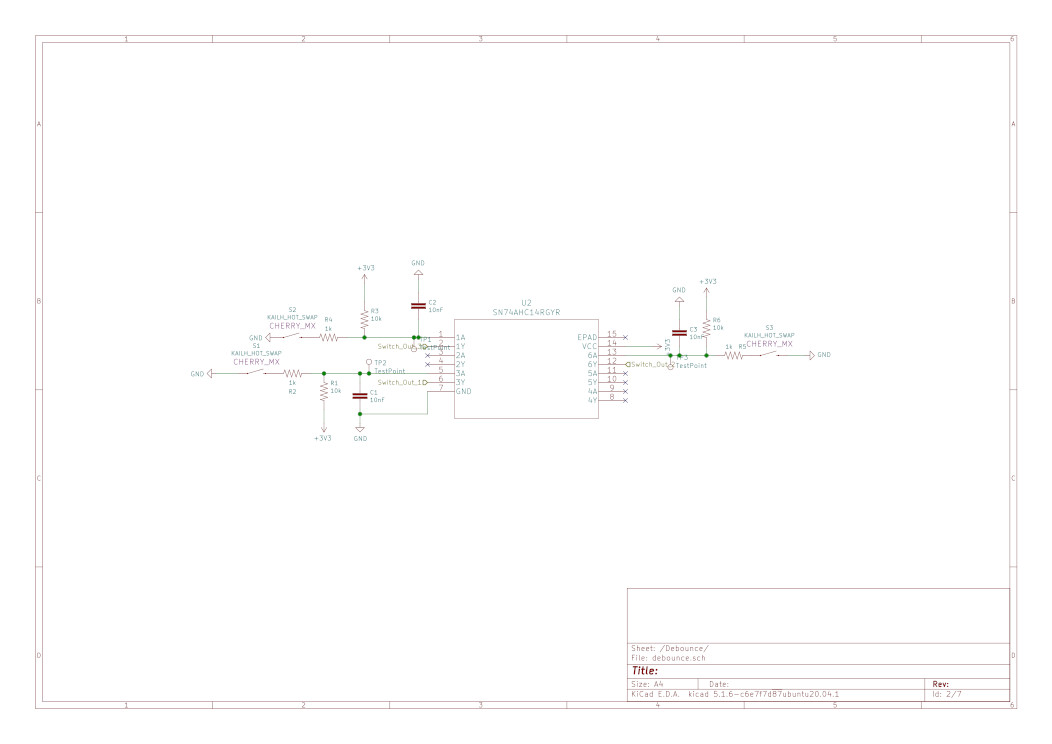 1 2 3 4 5 6
A A
B B
C C
D D
GND
+3V3
C2
10nF
R3
10k
S2
KAILH_HOT_SWAP
CHERRY_MX
R4
1k
GND
S1
KAILH_HOT_SWAP
CHERRY_MX
GND
1k
R2
R1
10k
+3V3
TP1
TestPoint
TP2
TestPoint
Switch_Out_1
C1
10nF
GND
U2
SN74AHC14RGYR
1 1A
2 1Y
3 2A
4 2Y
5 3A
6 3Y
7 GND
EPAD 15
VCC 14
6A 13
6Y 12
5A 11
5Y 10
4A 9
4Y 8
GND
+3V3
C3
10nF
R6
10k
1k R5
S3
KAILH_HOT_SWAP
CHERRY_MX
GND
TestPoint
Sheet: /Debounce/
File: debounce.sch
Title:
Size: A4 Date: Rev:
KiCad E.D.A. kicad 5.1.6-c6e7f7d87ubuntu20.04.1 Id: 2/7
1 2 3 4 5 6